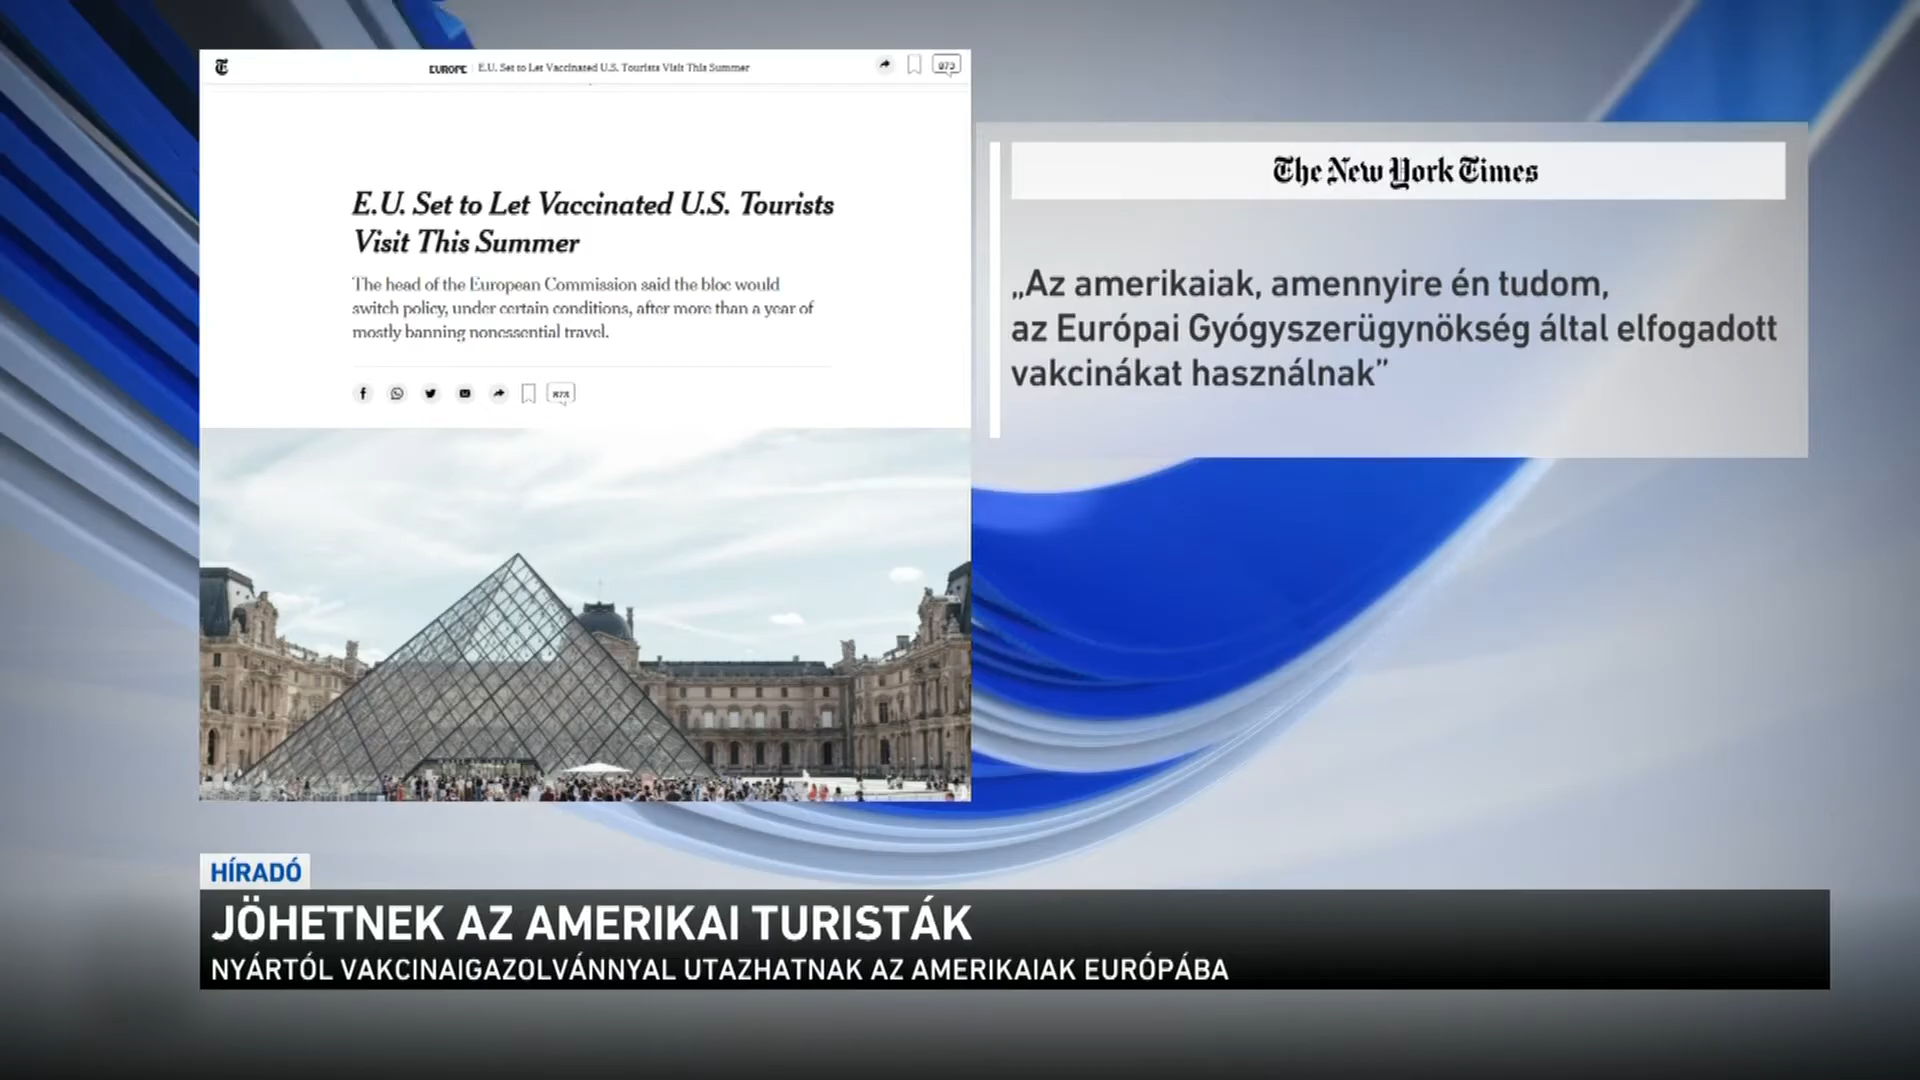 EUROPE | E.U. Set to Let Vaccinated U.S. Tourists Visit This Summer
873
E.U. Set to Let Vaccinated U.S. Tourists
Visit This Summer
The head of the European Commission said the bloc would
switch policy, under certain conditions, after more than a year of
mostly banning nonessential travel.
873
The New York Times
„Az amerikaiak, amennyire én tudom,
az Európai Gyógyszerügynökség által elfogadott
vakcinákat használnak”
HÍRADÓ
JÖHETNEK AZ AMERIKAI TURISTÁK
NYÁRTÓL VAKCINAIGAZOLVÁNNYAL UTAZHATNAK AZ AMERIKAIAK EURÓPÁBA